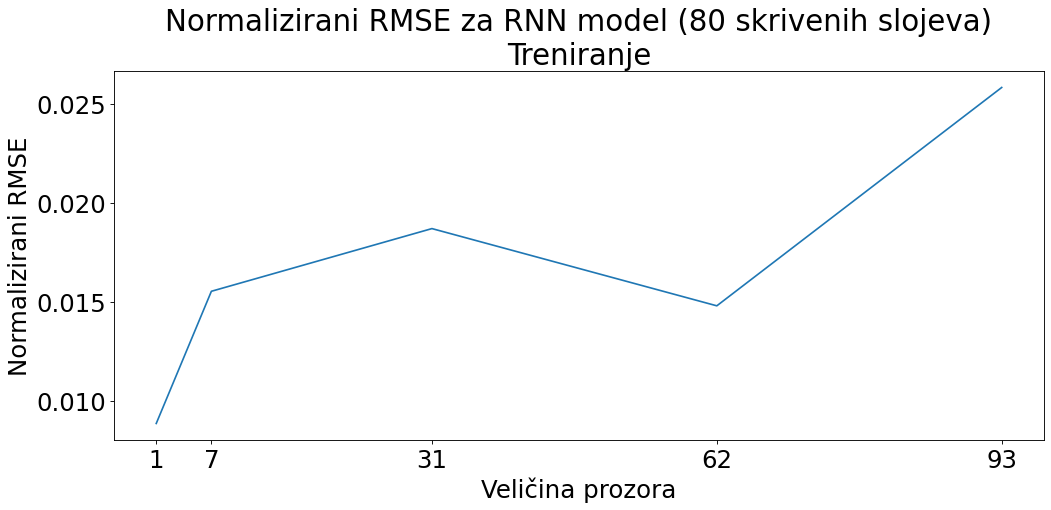 Normalizirani RMSE za RNN model (80 skrivenih slojeva)
Treniranje
Normalizirani RMSE
0.025
0.020
0.015
0.010
1 7 31 62 93
Veličina prozora